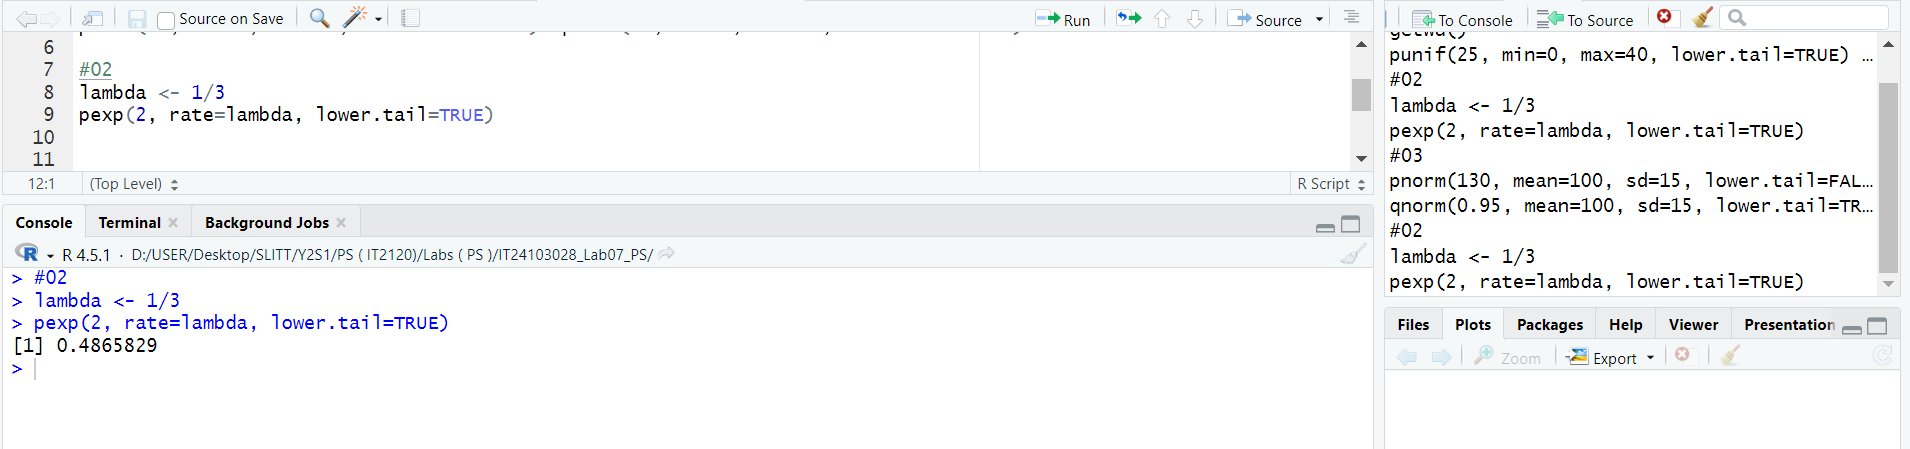 Source on Save
Run
Source
6
7 #02
8 lambda <- 1/3
9 pexp(2, rate=lambda, lower.tail=TRUE)
10
11
12:1 (Top Level) R Script
Console Terminal Background Jobs
R 4.5.1 · D:/USER/Desktop/SLITT/Y2S1/PS ( IT2120)/Labs ( PS )/IT24103028_Lab07_PS/
> #02
> lambda <- 1/3
> pexp(2, rate=lambda, lower.tail=TRUE)
[1] 0.4865829
>
To Console To Source
getwd()
punif(25, min=0, max=40, lower.tail=TRUE) …
#02
lambda <- 1/3
pexp(2, rate=lambda, lower.tail=TRUE)
#03
pnorm(130, mean=100, sd=15, lower.tail=FAL…
qnorm(0.95, mean=100, sd=15, lower.tail=TR…
#02
lambda <- 1/3
pexp(2, rate=lambda, lower.tail=TRUE)
Files Plots Packages Help Viewer Presentation
Zoom Export